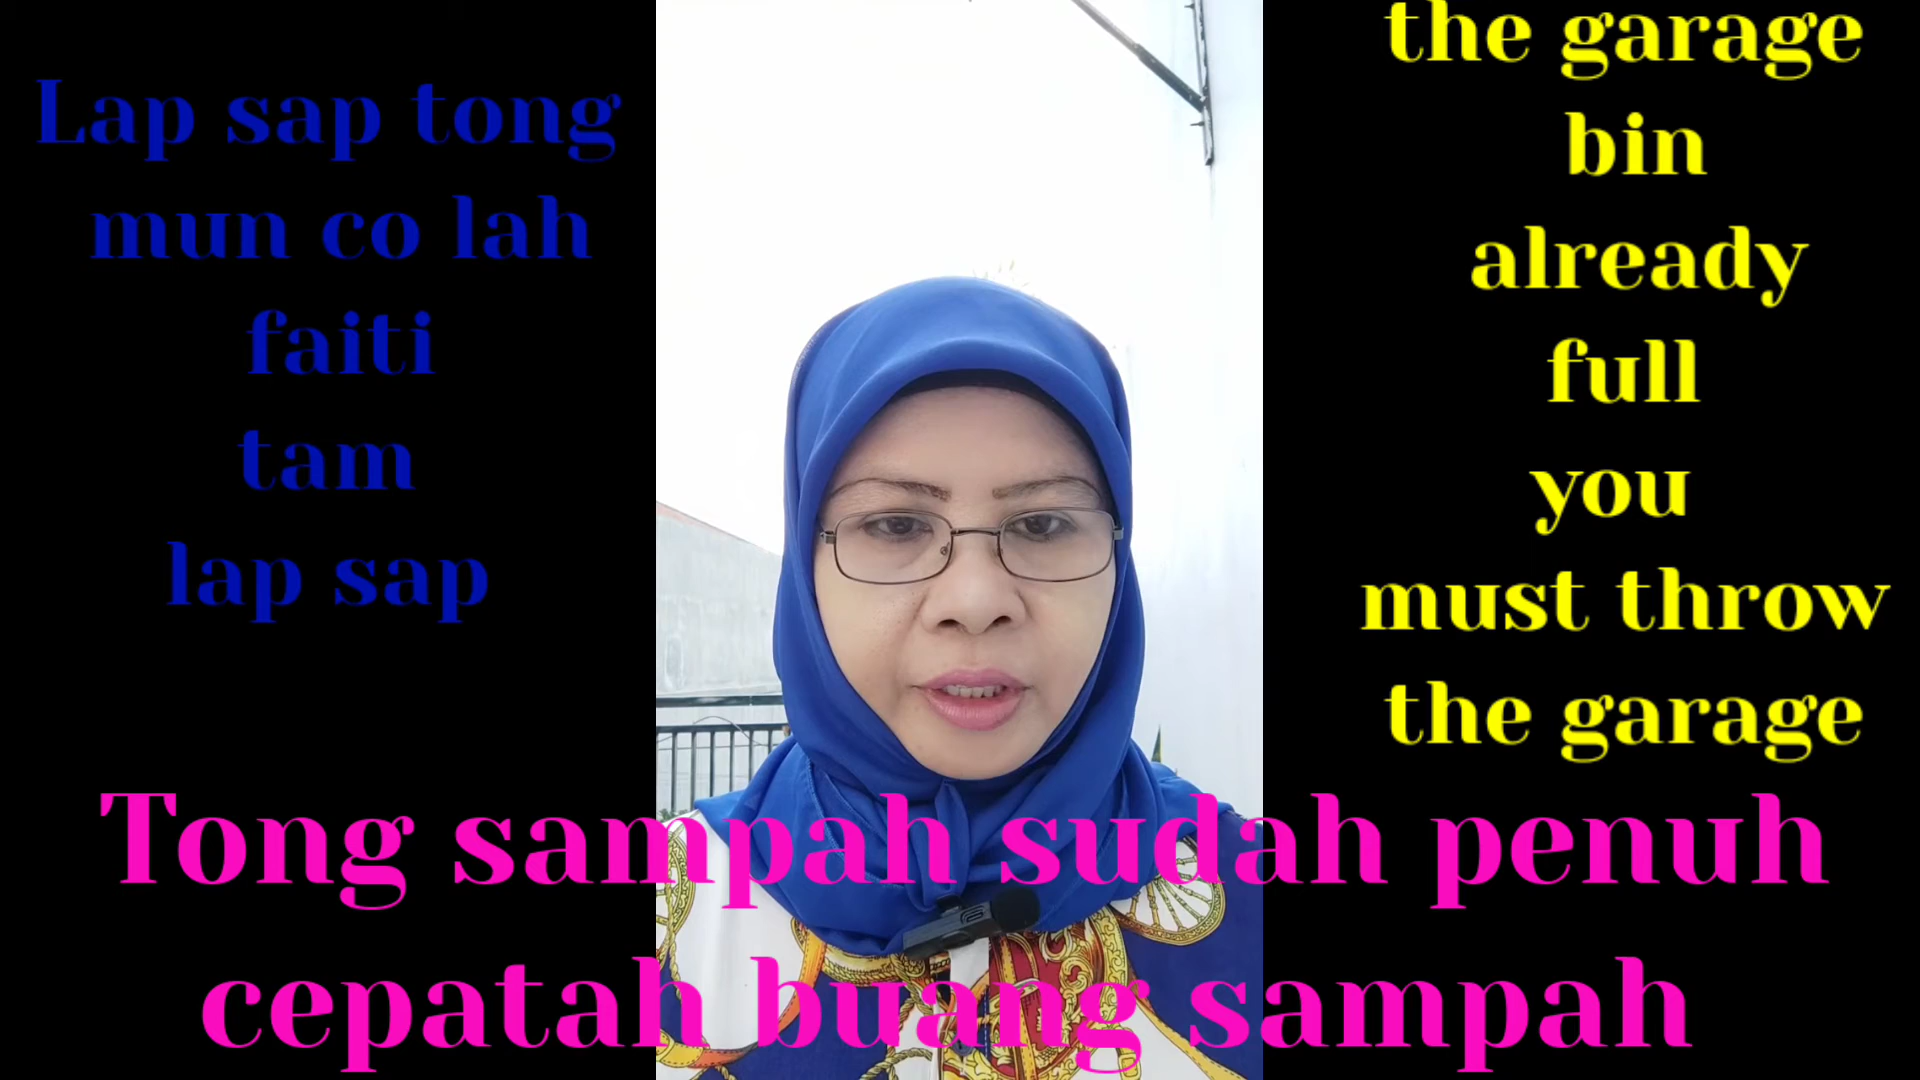 Lap sap tong
mun co lah
faiti
tam
lap sap
the garage
bin
already
full
you
must throw
the garage
Tong sampah sudah penuh
cepatah buang sampah